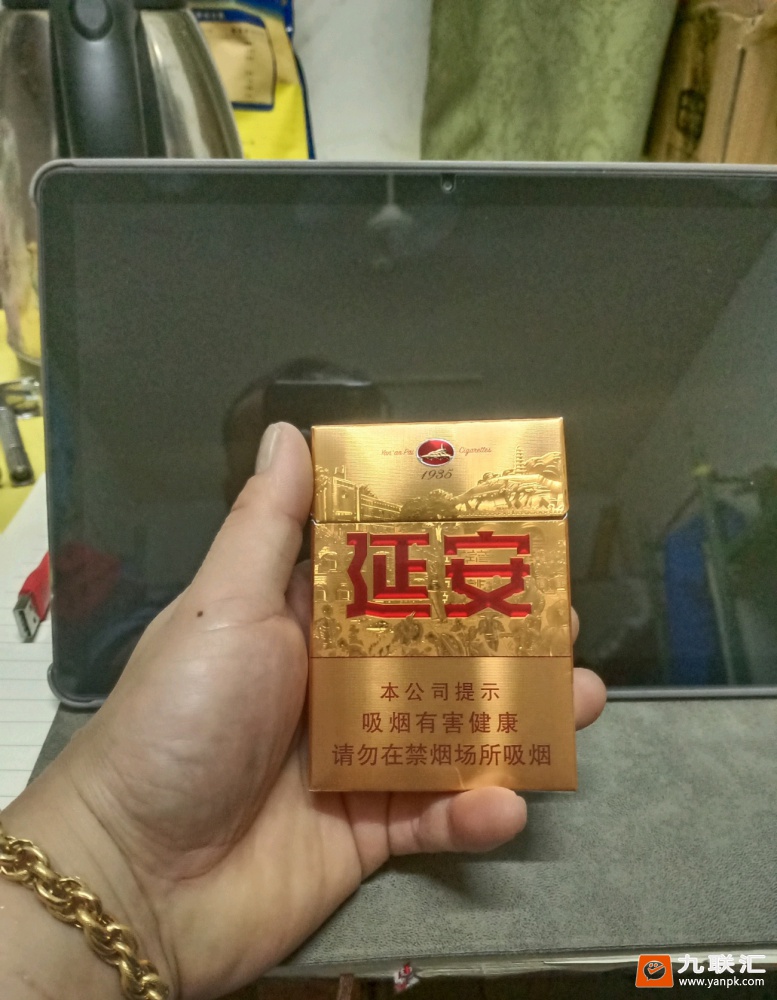 Yan'an Pai Cigarettes
1935
延安
本公司提示
吸烟有害健康
请勿在禁烟场所吸烟
九联汇
www.yanpk.com